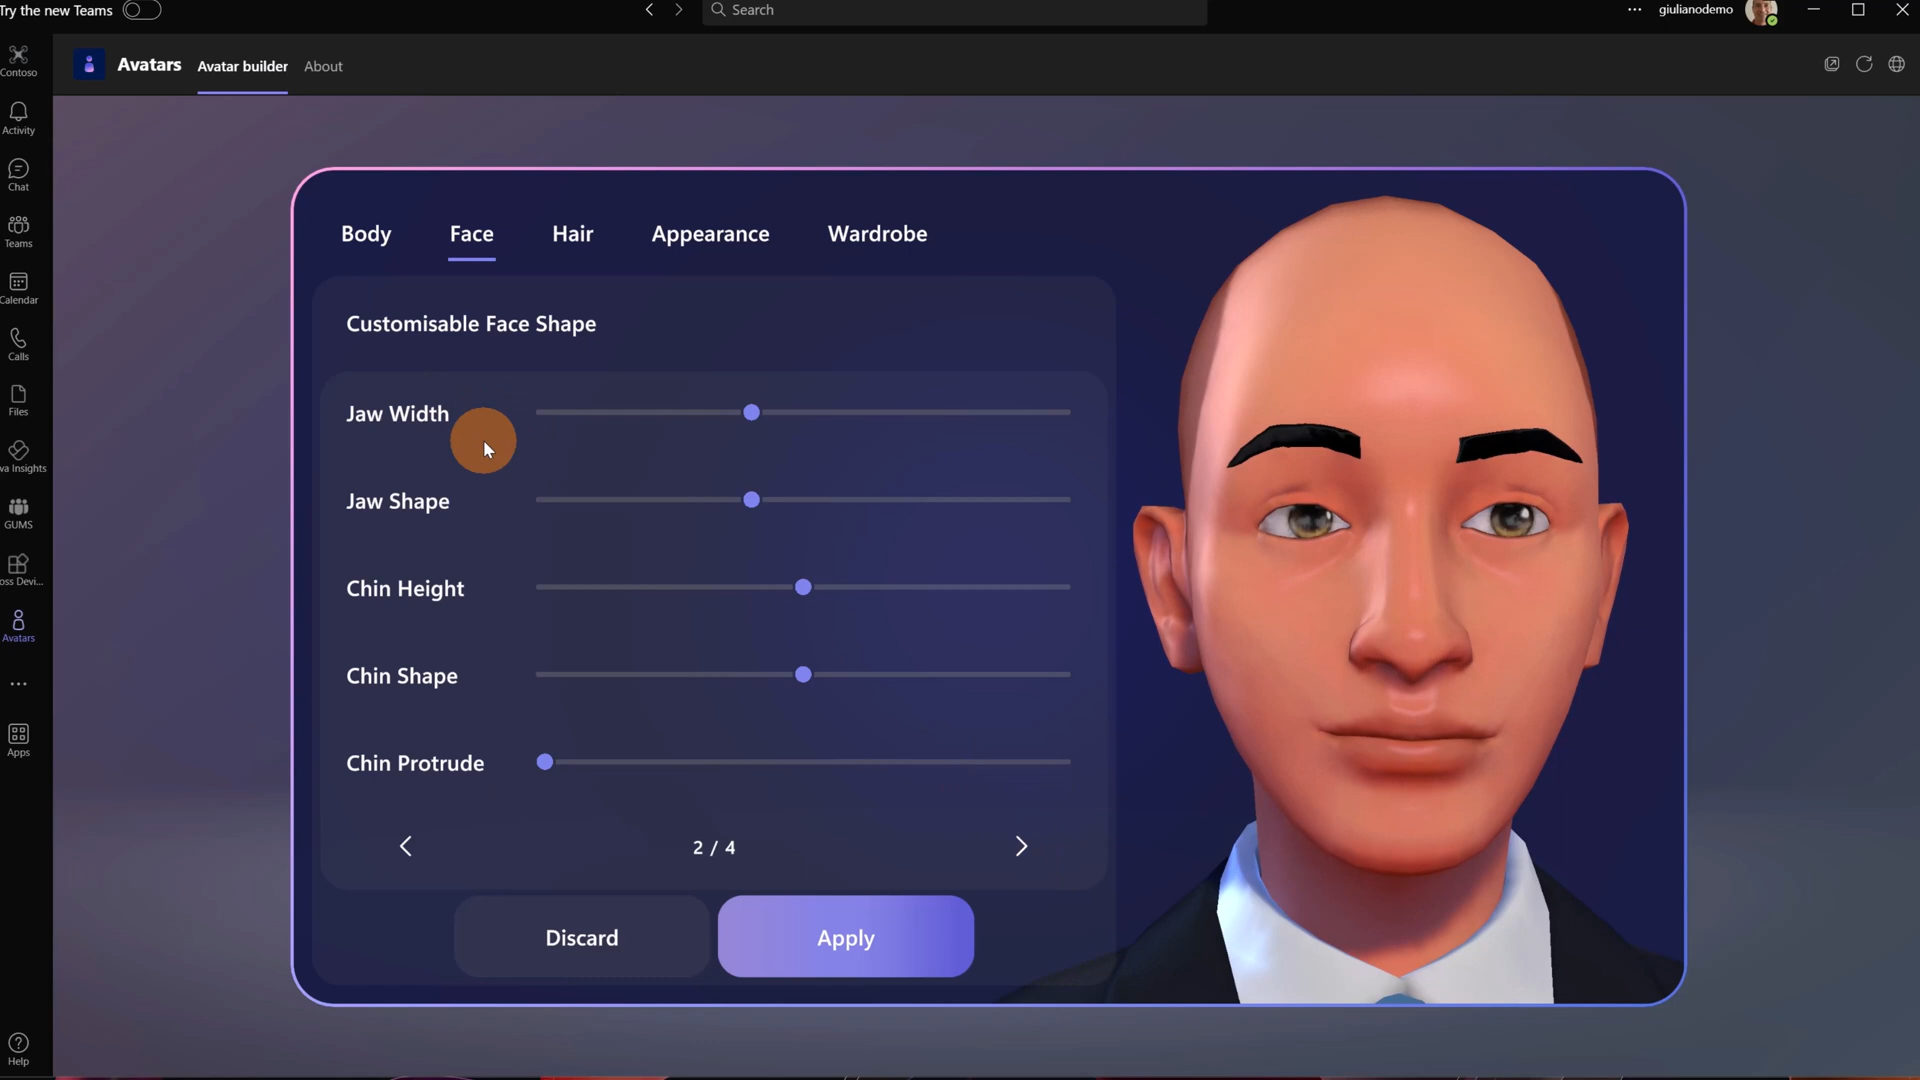 Try the new Teams
Search
giulianodemo
Contoso
Avatars
Avatar builder
About
Activity
Chat
Teams
Calendar
Calls
Files
va Insights
GUMS
oss Devi...
Avatars
Apps
Help
Body
Face
Hair
Appearance
Wardrobe
Customisable Face Shape
Jaw Width
Jaw Shape
Chin Height
Chin Shape
Chin Protrude
2 / 4
Discard
Apply